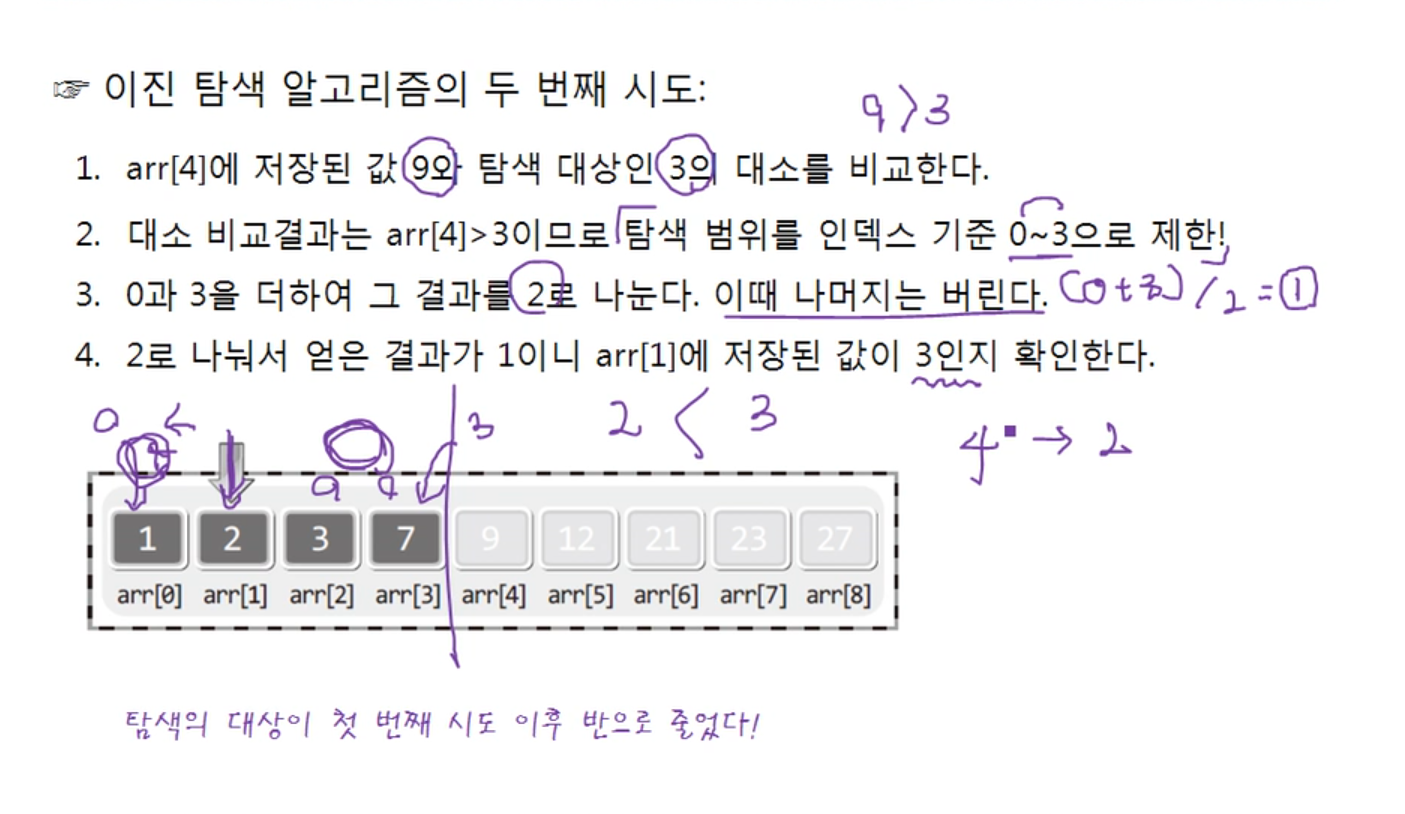 ☞ 이진 탐색 알고리즘의 두 번째 시도:
9 > 3
1. arr[4]에 저장된 값 9와 탐색 대상인 3의 대소를 비교한다.
2. 대소 비교결과는 arr[4]>3이므로 탐색 범위를 인덱스 기준 0~3으로 제한!
3. 0과 3을 더하여 그 결과를 2로 나눈다. 이때 나머지는 버린다. (0+3)/2=1
4. 2로 나눠서 얻은 결과가 1이니 arr[1]에 저장된 값이 3인지 확인한다.
0 ← 3 2 < 3
4 → 2
1 2 3 7 9 12 21 23 27
arr[0] arr[1] arr[2] arr[3] arr[4] arr[5] arr[6] arr[7] arr[8]
탐색의 대상이 첫 번째 시도 이후 반으로 줄었다!